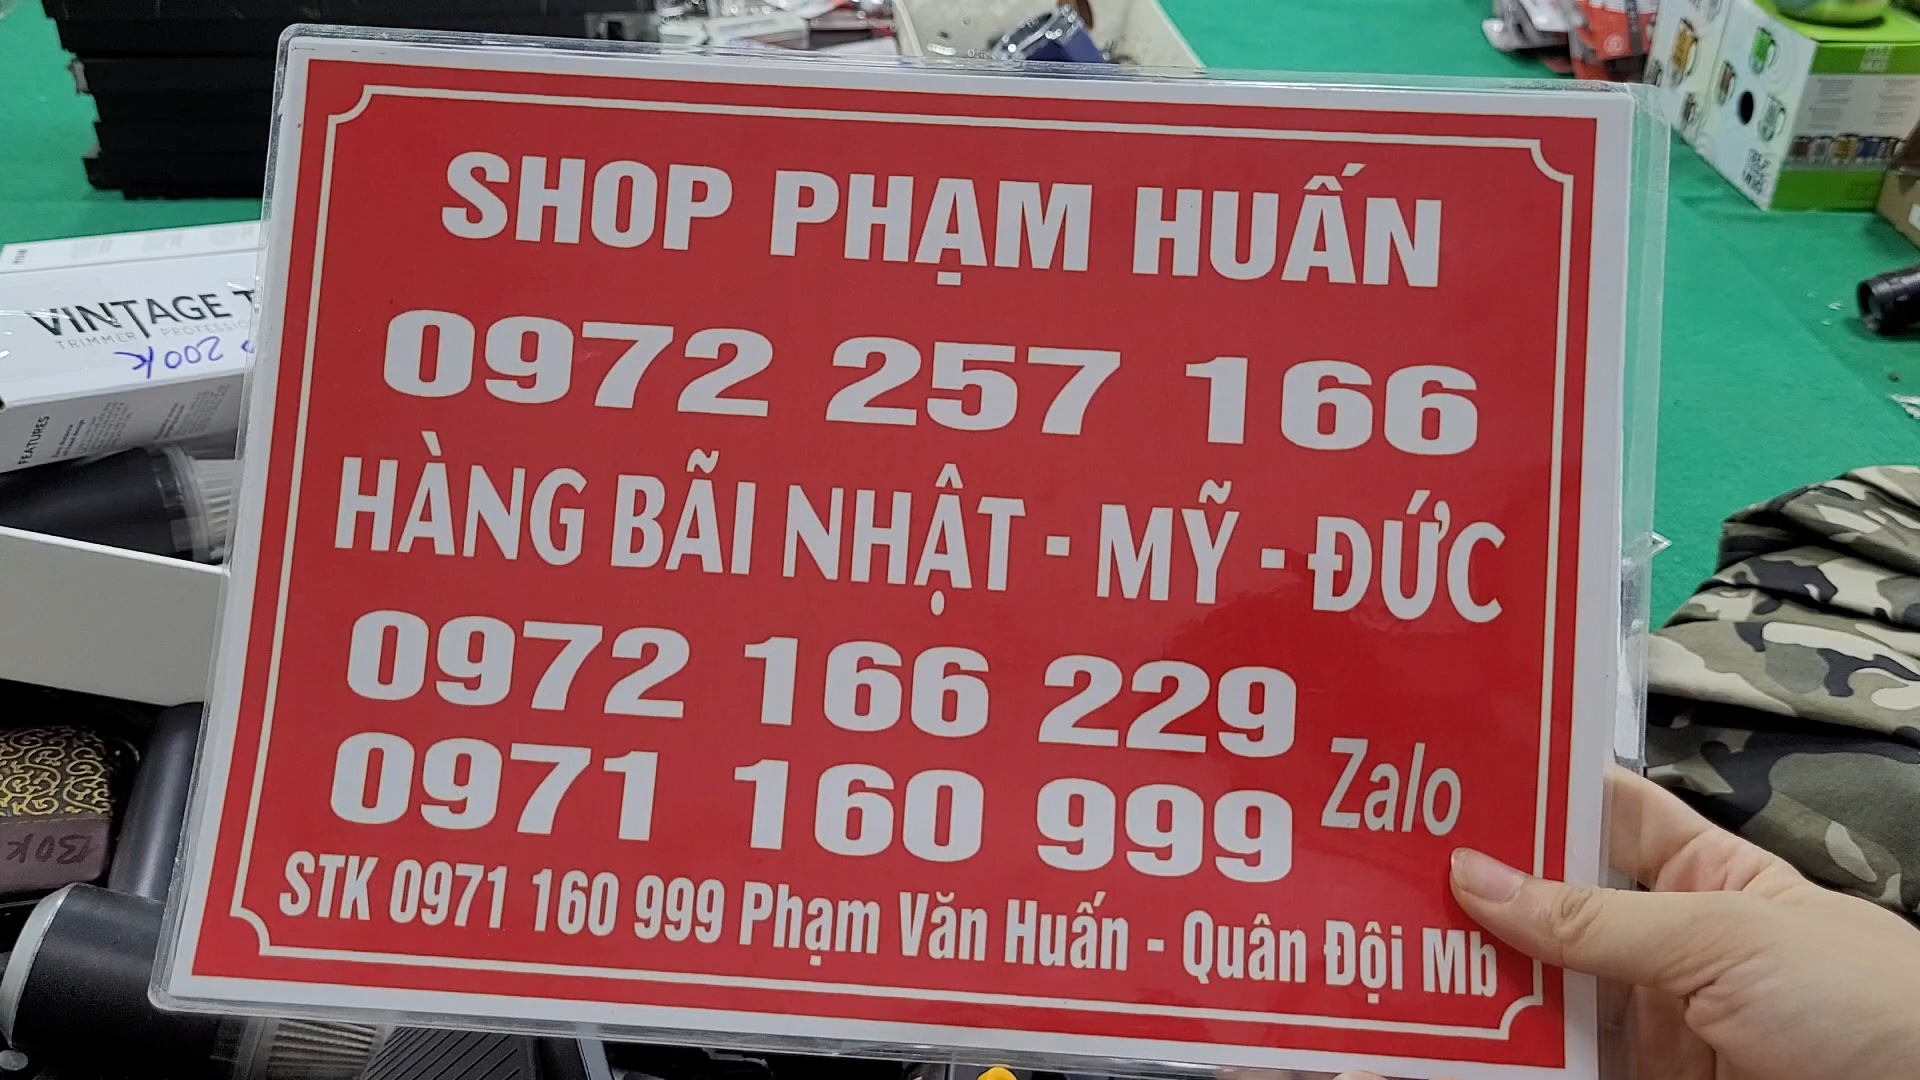 SHOP PHẠM HUẤN
0972 257 166
HÀNG BÃI NHẬT - MỸ - ĐỨC
0972 166 229
0971 160 999 Zalo
STK 0971 160 999 Phạm Văn Huấn - Quân Đội Mb
VINTAGE T
TRIMMER PROFESSIO
200K
FEATURES
130K